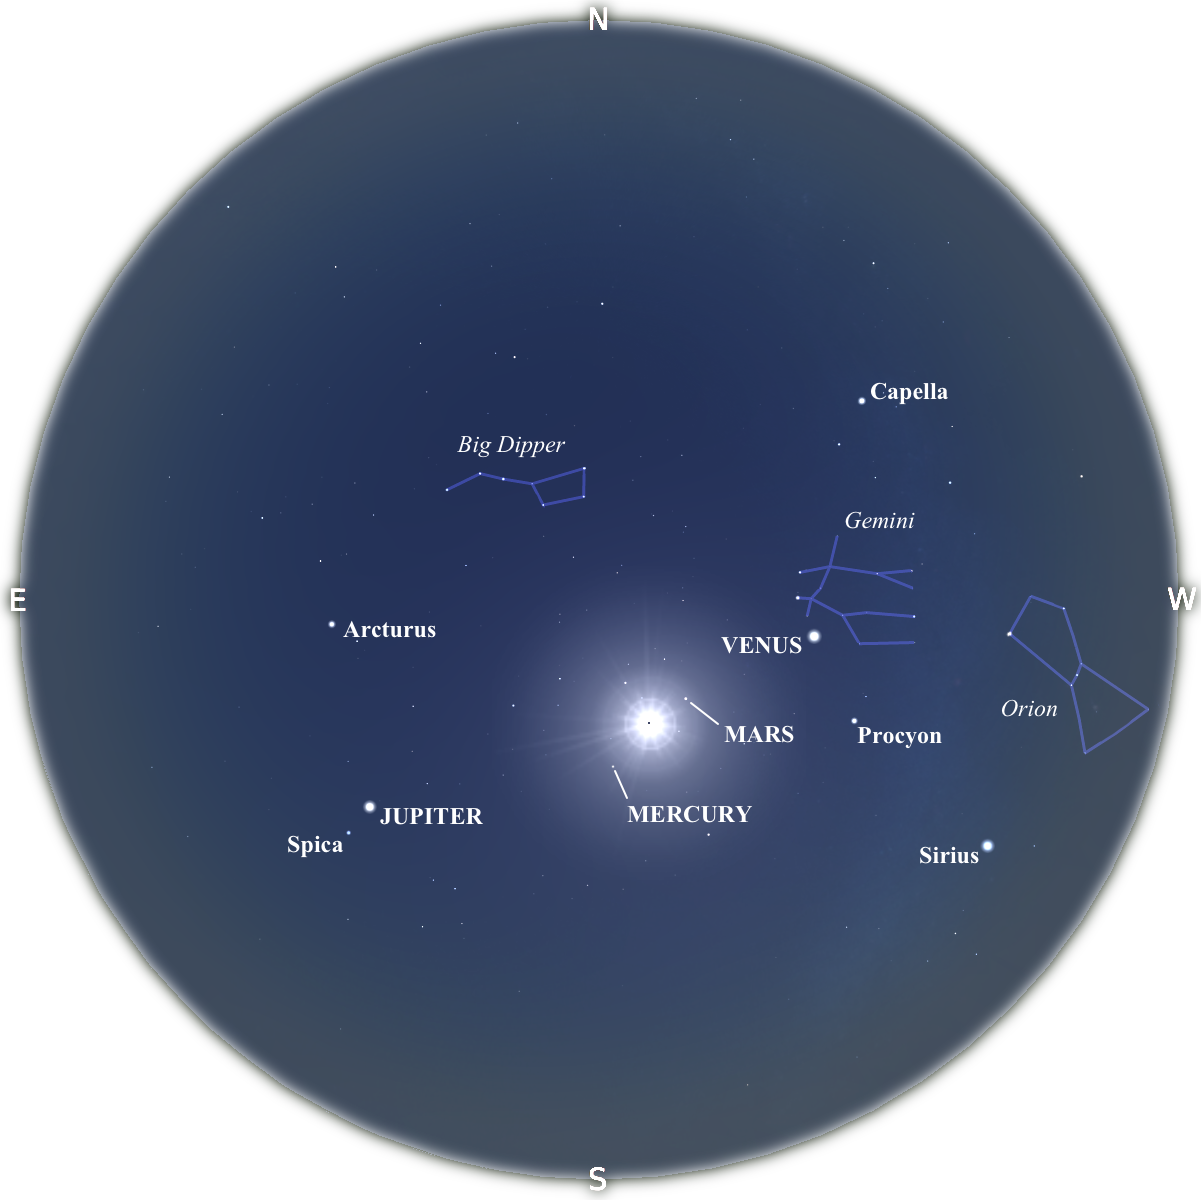 N
Capella
Big Dipper
Gemini
E
W
Arcturus
VENUS
Orion
MARS
Procyon
MERCURY
JUPITER
Spica
Sirius
S